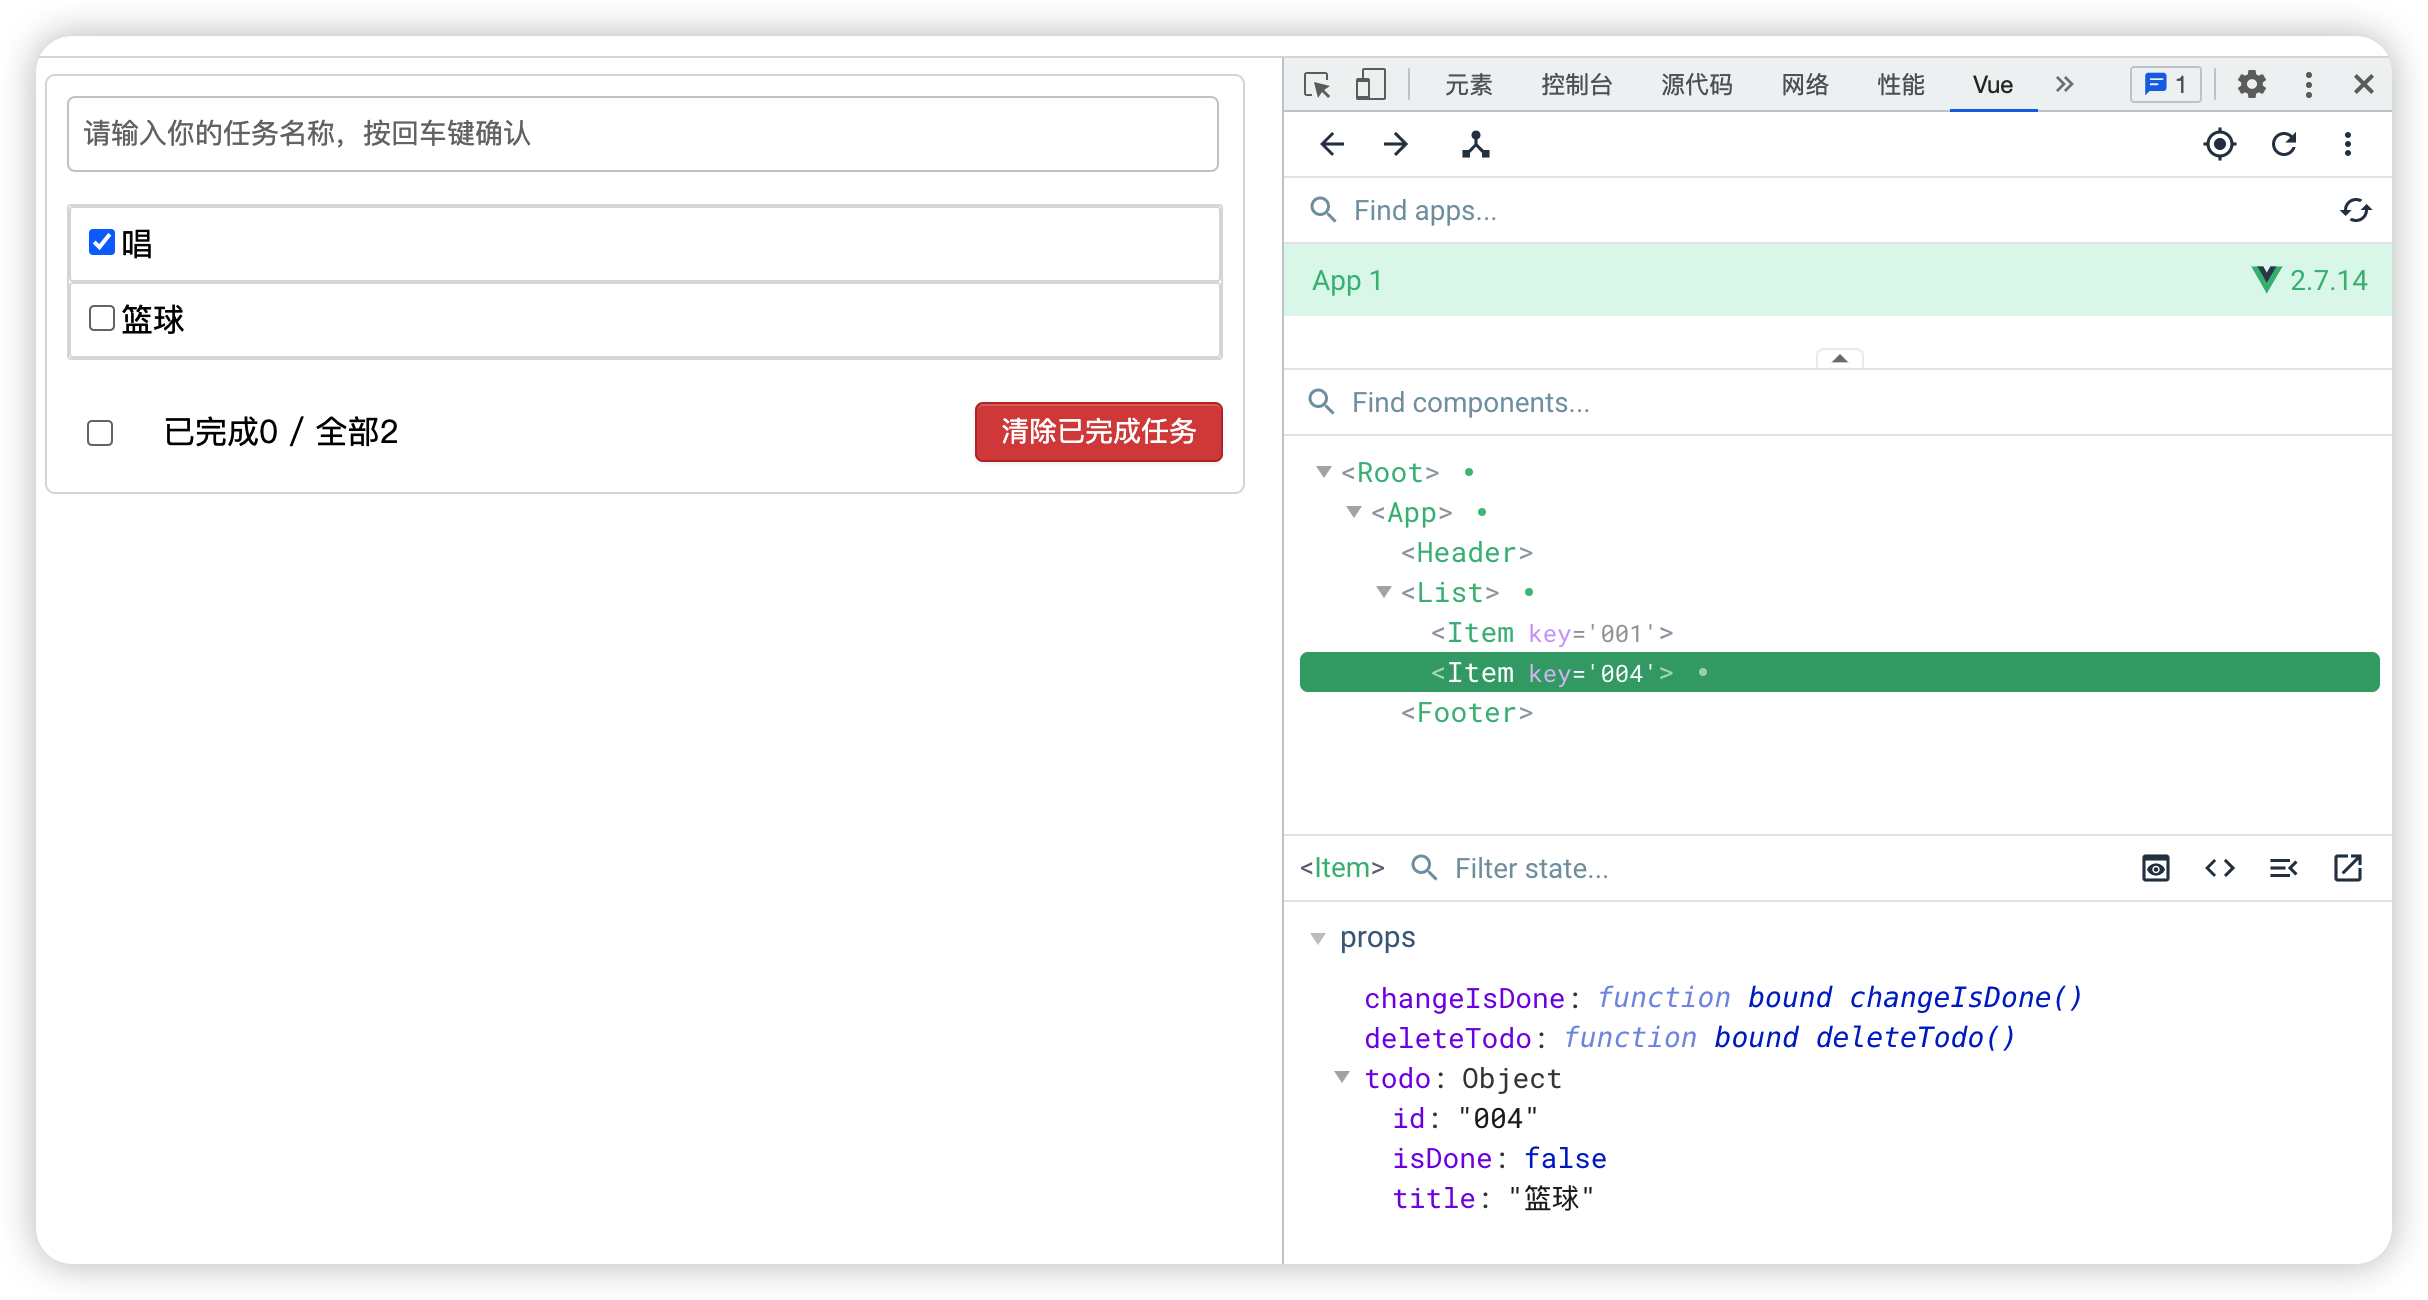 请输入你的任务名称，按回车键确认
唱
篮球
已完成0 / 全部2
清除已完成任务
元素 控制台 源代码 网络 性能 Vue 1
Find apps...
App 1 2.7.14
Find components...
<Root>
<App>
<Header>
<List>
<Item key='001'>
<Item key='004'>
<Footer>
<Item> Filter state...
props
changeIsDone: function bound changeIsDone()
deleteTodo: function bound deleteTodo()
todo: Object
id: "004"
isDone: false
title: "篮球"